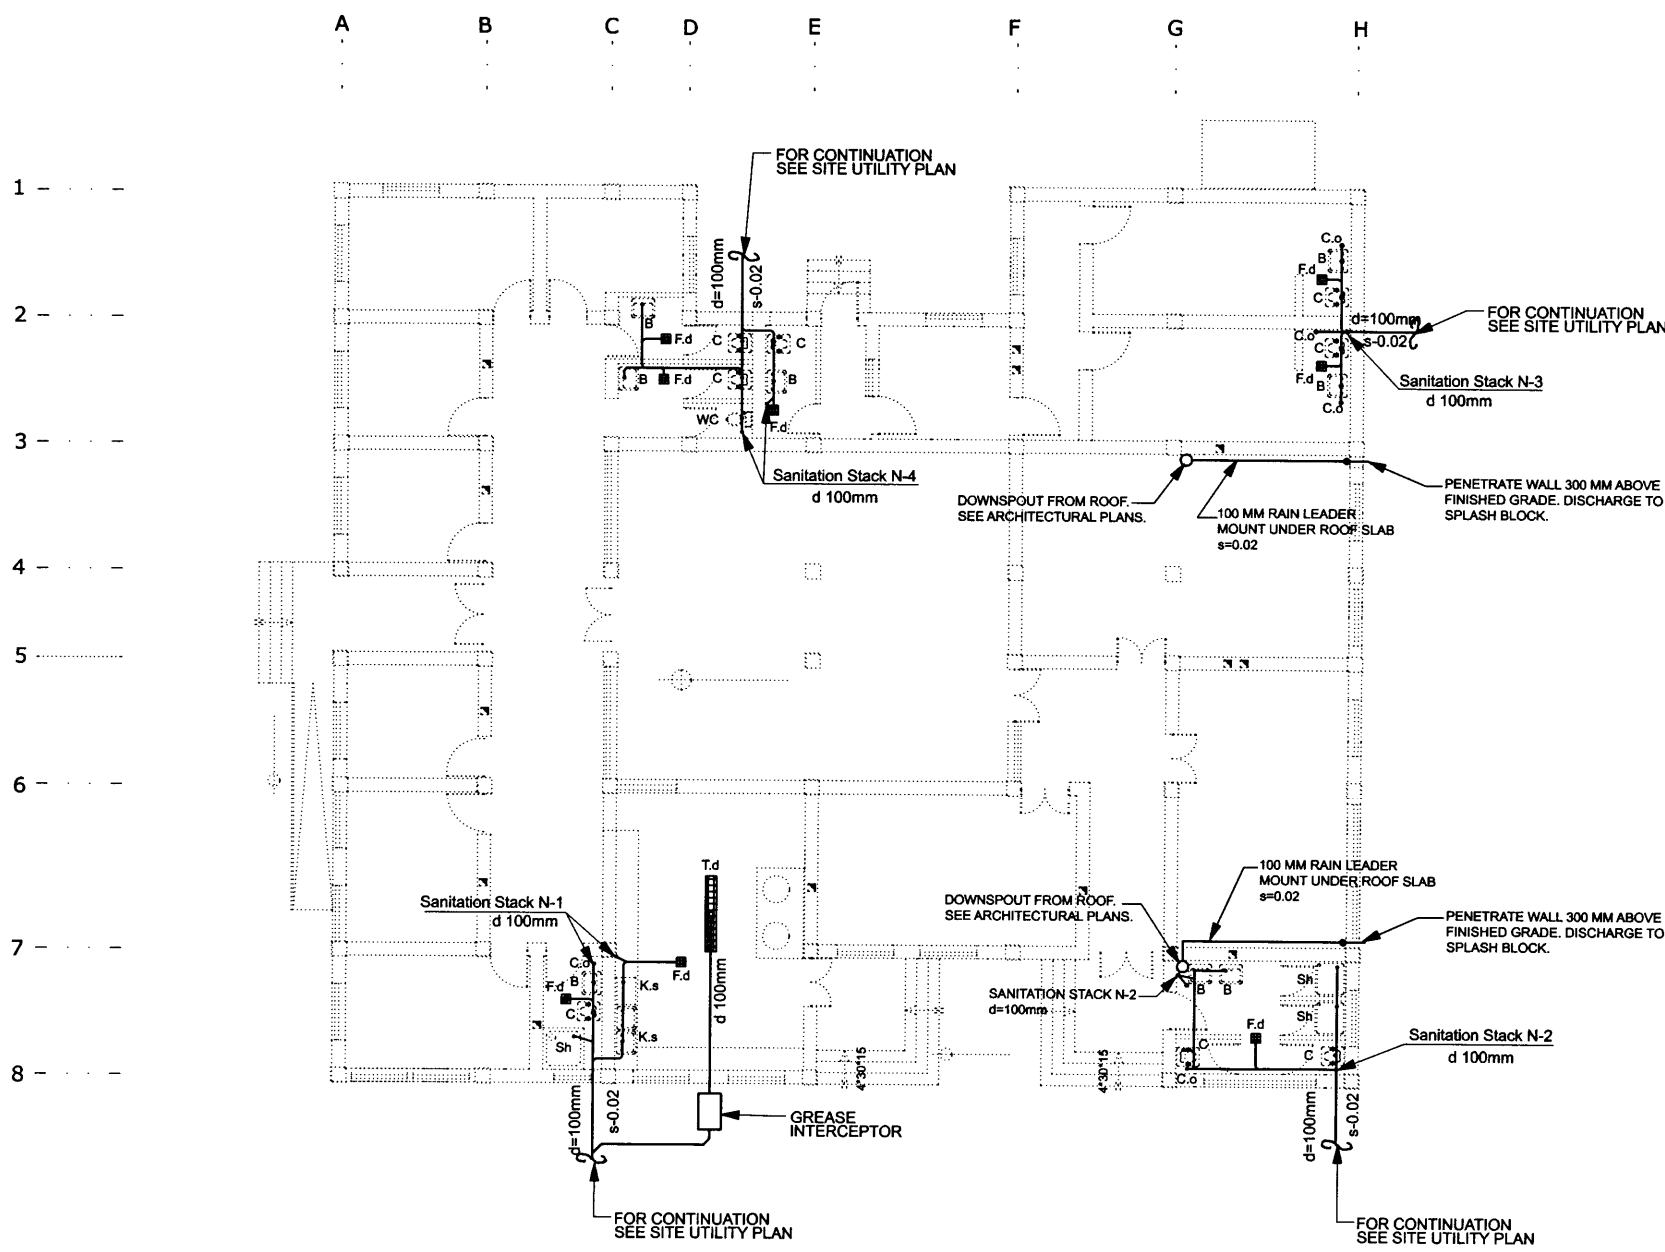 A B C D E F G H
1
2
3
4
5
6
7
8
FOR CONTINUATION
SEE SITE UTILITY PLAN
d=100mm
s-0.02
B
F.d
C
C
B
F.d
C
B
WC
F.d
Sanitation Stack N-4
d 100mm
C.o
B
F.d
C
d=100mm
s-0.02
C.o
C
F.d
B
C.o
FOR CONTINUATION
SEE SITE UTILITY PLAN
Sanitation Stack N-3
d 100mm
DOWNSPOUT FROM ROOF.
SEE ARCHITECTURAL PLANS.
100 MM RAIN LEADER
MOUNT UNDER ROOF SLAB
s=0.02
PENETRATE WALL 300 MM ABOVE
FINISHED GRADE. DISCHARGE TO
SPLASH BLOCK.
Sanitation Stack N-1
d 100mm
T.d
C.o
B
F.d
C
Sh
K.s
K.s
F.d
d 100mm
4*30*15
d=100mm
s-0.02
GREASE
INTERCEPTOR
FOR CONTINUATION
SEE SITE UTILITY PLAN
100 MM RAIN LEADER
MOUNT UNDER ROOF SLAB
s=0.02
DOWNSPOUT FROM ROOF.
SEE ARCHITECTURAL PLANS.
PENETRATE WALL 300 MM ABOVE
FINISHED GRADE. DISCHARGE TO
SPLASH BLOCK.
SANITATION STACK N-2
d=100mm
B
B
Sh
Sh
F.d
C
C
C.o
4*30*15
Sanitation Stack N-2
d 100mm
d=100mm
s-0.02
FOR CONTINUATION
SEE SITE UTILITY PLAN